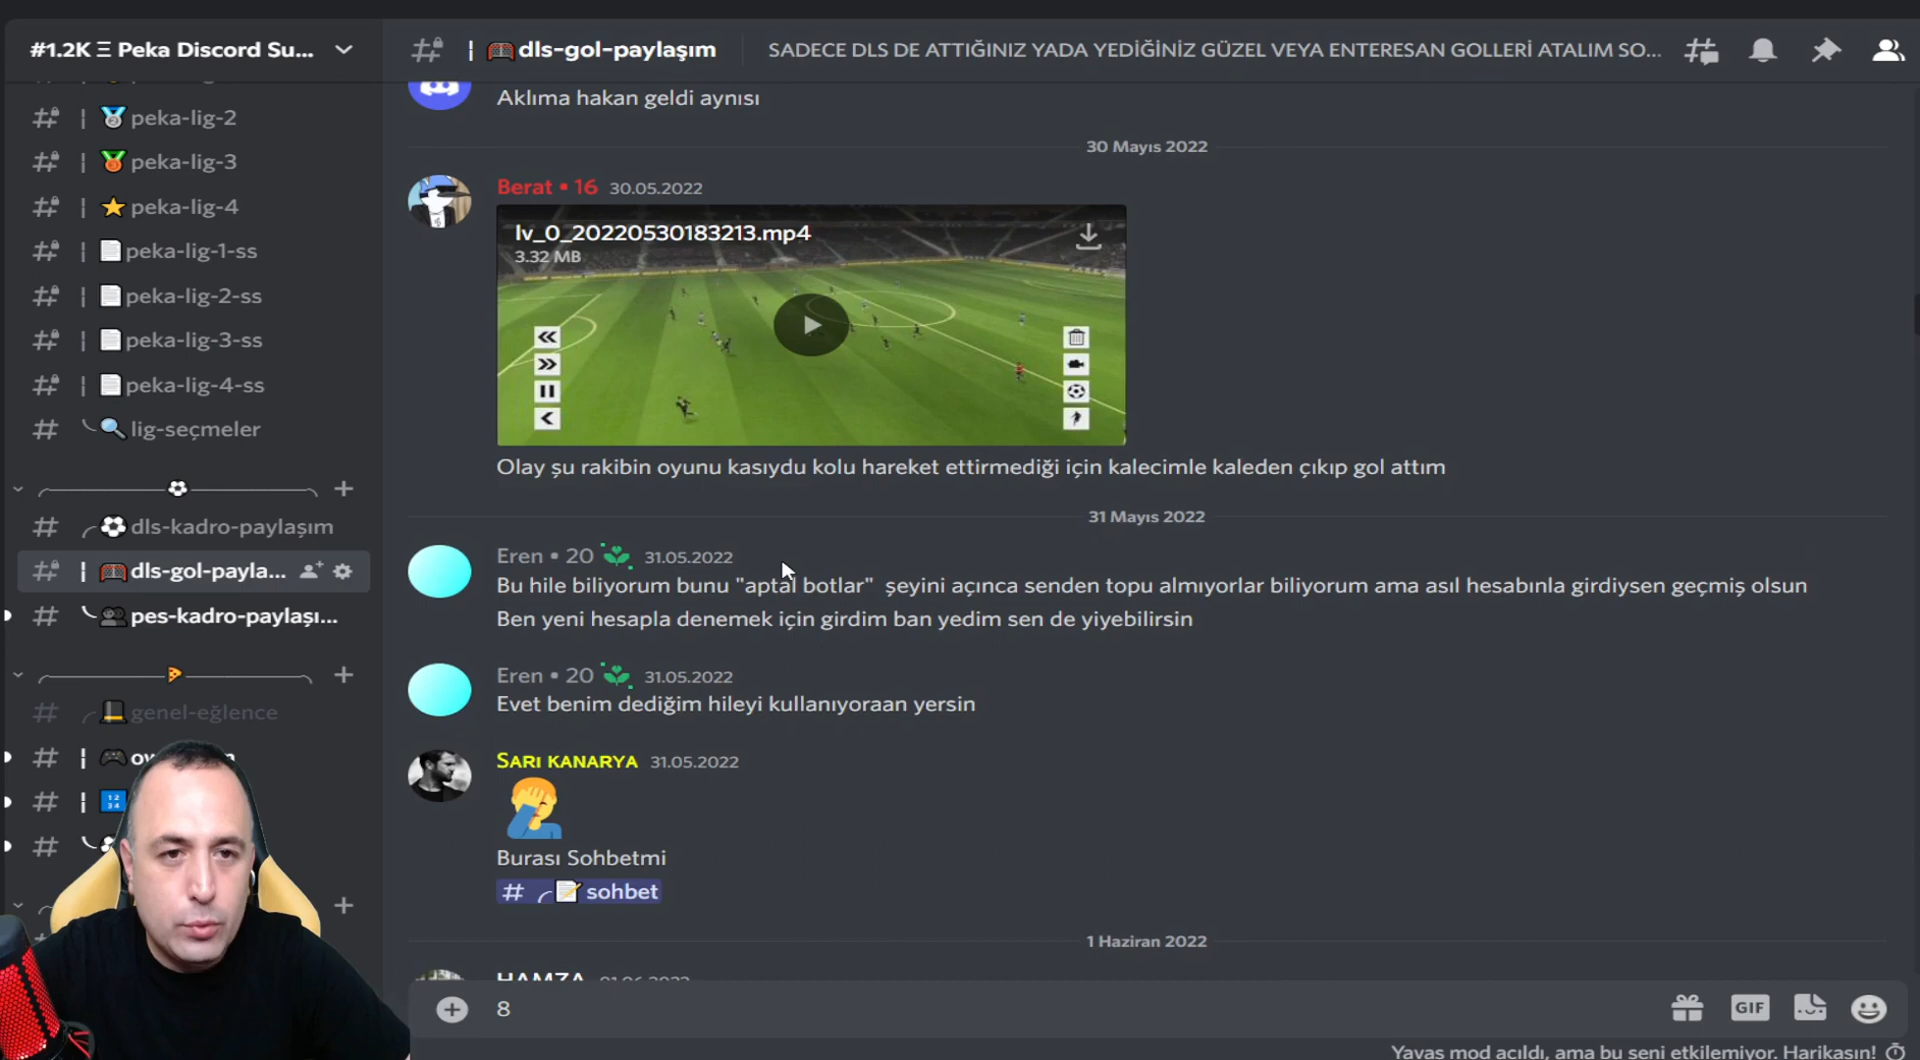 #1.2K Ξ Peka Discord Su...
dls-gol-paylaşım
SADECE DLS DE ATTIĞINIZ YADA YEDİĞİNİZ GÜZEL VEYA ENTERESAN GOLLERİ ATALIM SO...
peka-lig-2
peka-lig-3
peka-lig-4
peka-lig-1-ss
peka-lig-2-ss
peka-lig-3-ss
peka-lig-4-ss
lig-seçmeler
dls-kadro-paylaşım
dls-gol-payla...
pes-kadro-paylaşı...
genel-eğlence
Aklıma hakan geldi aynısı
30 Mayıs 2022
Berat • 16 30.05.2022
lv_0_20220530183213.mp4
3.32 MB
Olay şu rakibin oyunu kasıydu kolu hareket ettirmediği için kalecimle kaleden çıkıp gol attım
31 Mayıs 2022
Eren • 20 31.05.2022
Bu hile biliyorum bunu "aptal botlar" şeyini açınca senden topu almıyorlar biliyorum ama asıl hesabınla girdiysen geçmiş olsun
Ben yeni hesapla denemek için girdim ban yedim sen de yiyebilirsin
Eren • 20 31.05.2022
Evet benim dediğim hileyi kullanıyoraan yersin
SARI KANARYA 31.05.2022
Burası Sohbetmi
# sohbet
1 Haziran 2022
HAMZA 01.06.2022
8
GIF
Yavaş mod açıldı, ama bu seni etkilemiyor. Harikasın!